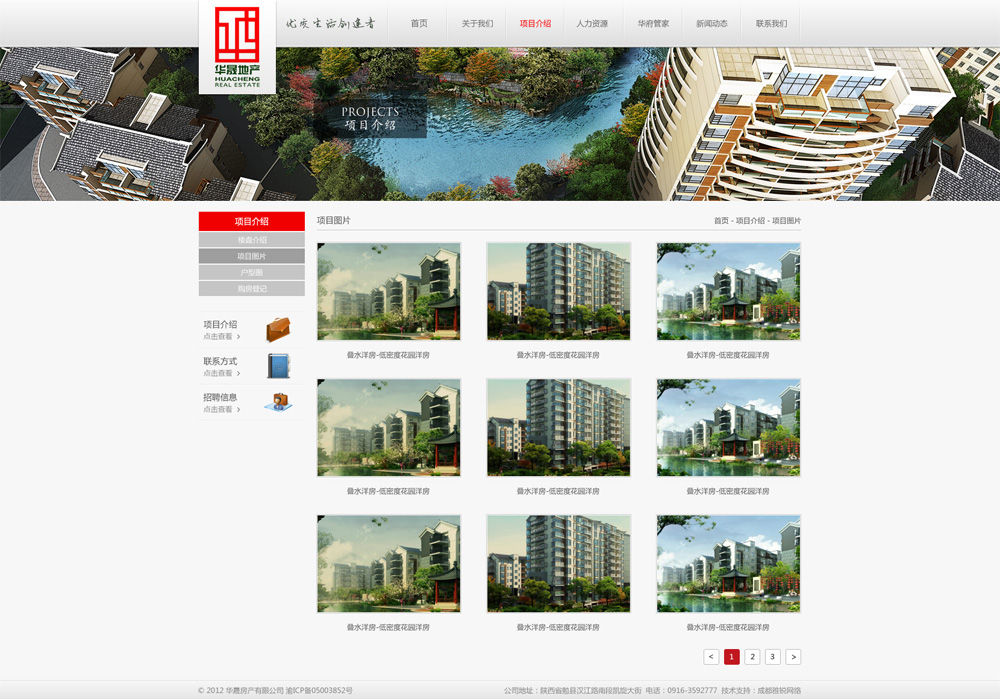 华晟地产
HUACHENG
REAL ESTATE
优质生活创造者
首页 关于我们 项目介绍 人力资源 华府管家 新闻动态 联系我们
PROJECTS
项目介绍
项目介绍
楼盘介绍
项目图片
户型图
购房登记
项目介绍
点击查看 >
联系方式
点击查看 >
招聘信息
点击查看 >
项目图片
首页 - 项目介绍 - 项目图片
叠水洋房-低密度花园洋房 叠水洋房-低密度花园洋房 叠水洋房-低密度花园洋房
叠水洋房-低密度花园洋房 叠水洋房-低密度花园洋房 叠水洋房-低密度花园洋房
叠水洋房-低密度花园洋房 叠水洋房-低密度花园洋房 叠水洋房-低密度花园洋房
< 1 2 3 >
© 2012 华晟房产有限公司 渝ICP备05003852号
公司地址：陕西省勉县汉江路南段凯旋大街 电话：0916-3592777 技术支持：成都雅锐网络